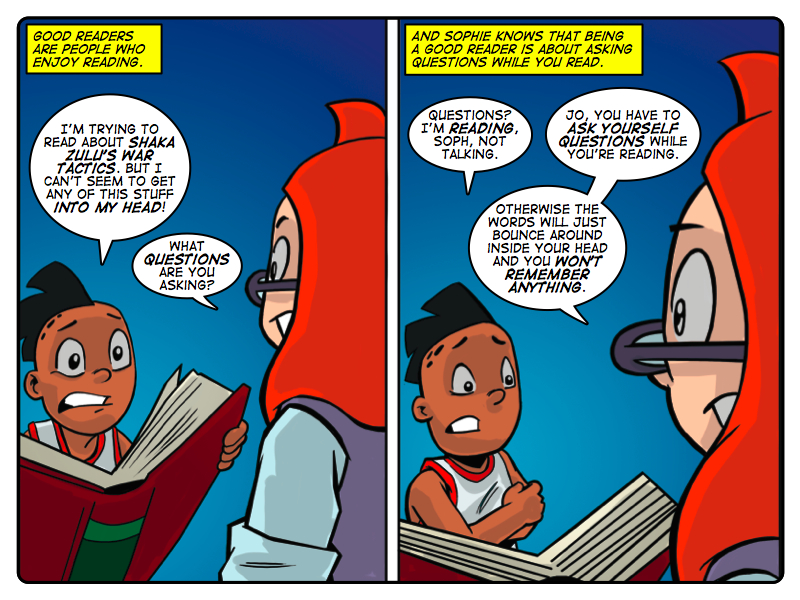 GOOD READERS
ARE PEOPLE WHO
ENJOY READING.
I'M TRYING TO
READ ABOUT SHAKA
ZULU'S WAR
TACTICS. BUT I
CAN'T SEEM TO GET
ANY OF THIS STUFF
INTO MY HEAD!
WHAT
QUESTIONS
ARE YOU
ASKING?
AND SOPHIE KNOWS THAT BEING
A GOOD READER IS ABOUT ASKING
QUESTIONS WHILE YOU READ.
QUESTIONS?
I'M READING,
SOPH, NOT
TALKING.
JO, YOU HAVE TO
ASK YOURSELF
QUESTIONS WHILE
YOU'RE READING.
OTHERWISE THE
WORDS WILL JUST
BOUNCE AROUND
INSIDE YOUR HEAD
AND YOU WON'T
REMEMBER
ANYTHING.